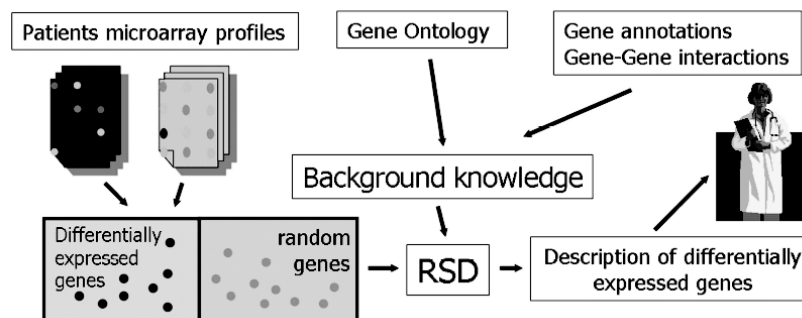 Patients microarray profiles
Gene Ontology
Gene annotations
Gene-Gene interactions
Background knowledge
Differentially
expressed
genes
random
genes
RSD
Description of differentially
expressed genes